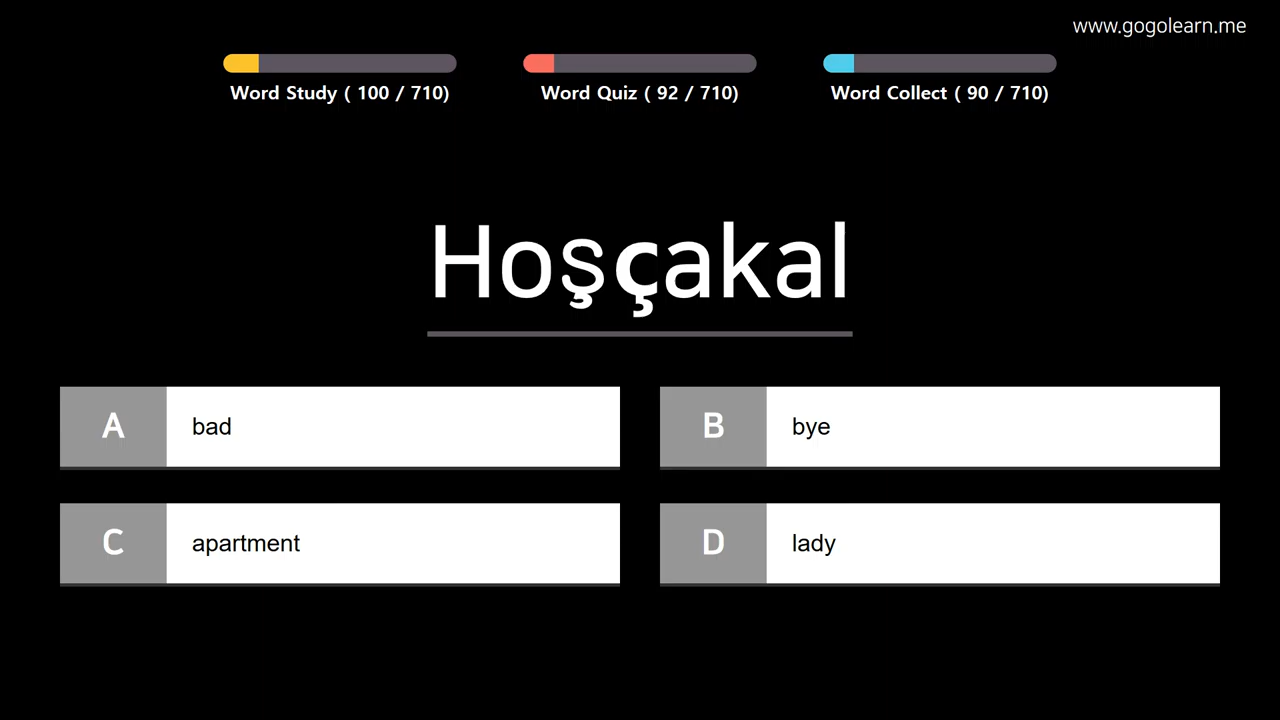 www.gogolearn.me
Word Study ( 100 / 710)
Word Quiz ( 92 / 710)
Word Collect ( 90 / 710)
Hoşçakal
A bad
B bye
C apartment
D lady